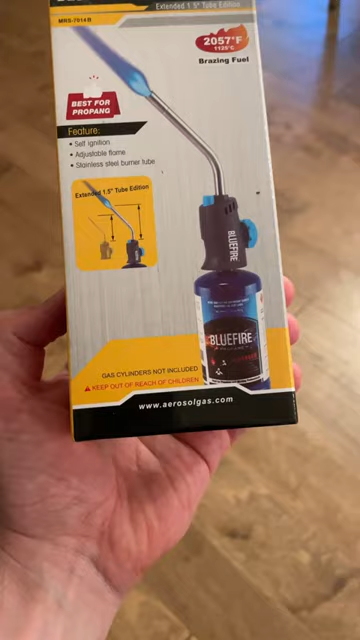 Extended 1.5" Tube Edition
MRS-7014
2057°F
1125°C
Brazing Fuel
BEST FOR
PROPANG
Feature:
• Self ignition
• Adjustable flame
• Stainless steel burner tube
Extended 1.5" Tube Edition
BLUEFIRE
BLUEFIRE
GAS CYLINDERS NOT INCLUDED
KEEP OUT OF REACH OF CHILDREN
www.aerosolgas.com